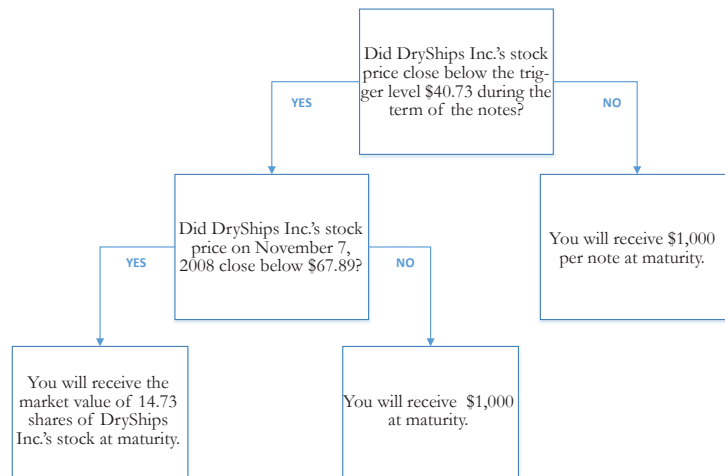 Did DryShips Inc.'s stock
price close below the trig-
ger level $40.73 during the
term of the notes?
YES
NO
Did DryShips Inc.'s stock
price on November 7,
2008 close below $67.89?
You will receive $1,000
per note at maturity.
YES
NO
You will receive the
market value of 14.73
shares of DryShips
Inc.'s stock at maturity.
You will receive $1,000
at maturity.